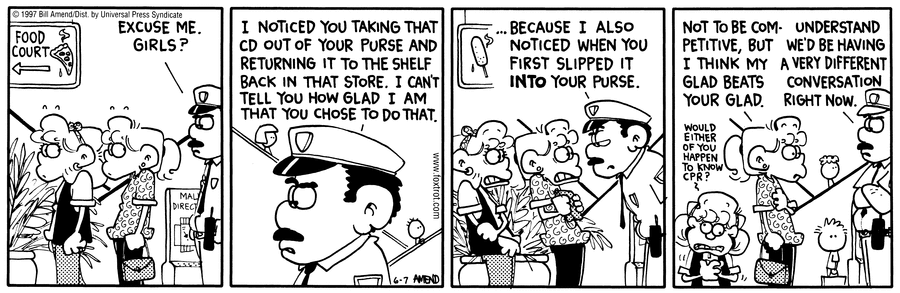 © 1997 Bill Amend/Dist. by Universal Press Syndicate
FOOD
COURT
EXCUSE ME.
GIRLS?
MAL
DIRECT
I NOTICED YOU TAKING THAT
CD OUT OF YOUR PURSE AND
RETURNING IT TO THE SHELF
BACK IN THAT STORE. I CAN'T
TELL YOU HOW GLAD I AM
THAT YOU CHOSE TO DO THAT.
www.foxtrot.com
6-7 AMEND
...BECAUSE I ALSO
NOTICED WHEN YOU
FIRST SLIPPED IT
INTO YOUR PURSE.
NOT TO BE COM-
PETITIVE, BUT
I THINK MY
GLAD BEATS
YOUR GLAD.
UNDERSTAND
WE'D BE HAVING
A VERY DIFFERENT
CONVERSATION
RIGHT NOW.
WOULD
EITHER
OF YOU
HAPPEN
TO KNOW
CPR?